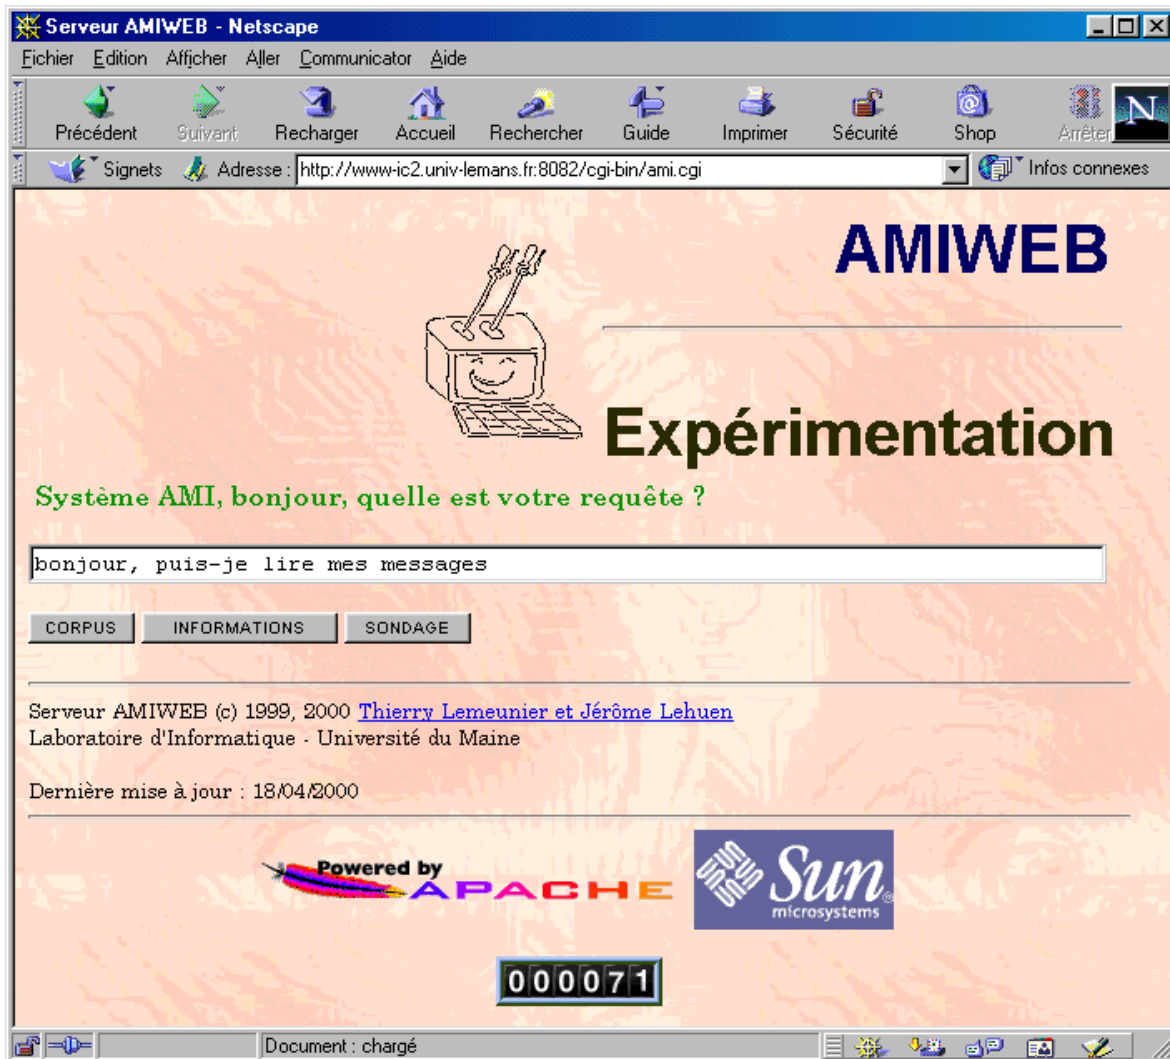 Serveur AMIWEB - Netscape
Fichier Edition Afficher Aller Communicator Aide
Précédent Suivant Recharger Accueil Rechercher Guide Imprimer Sécurité Shop Arrêter N
Signets Adresse : http://www-ic2.univ-lemans.fr:8082/cgi-bin/ami.cgi Infos connexes
AMIWEB
Expérimentation
Système AMI, bonjour, quelle est votre requête ?
bonjour, puis-je lire mes messages
CORPUS INFORMATIONS SONDAGE
Serveur AMIWEB (c) 1999, 2000 Thierry Lemeunier et Jérôme Lehuen
Laboratoire d'Informatique - Université du Maine
Dernière mise à jour : 18/04/2000
Powered by
APACHE
Sun
microsystems
000071
Document : chargé